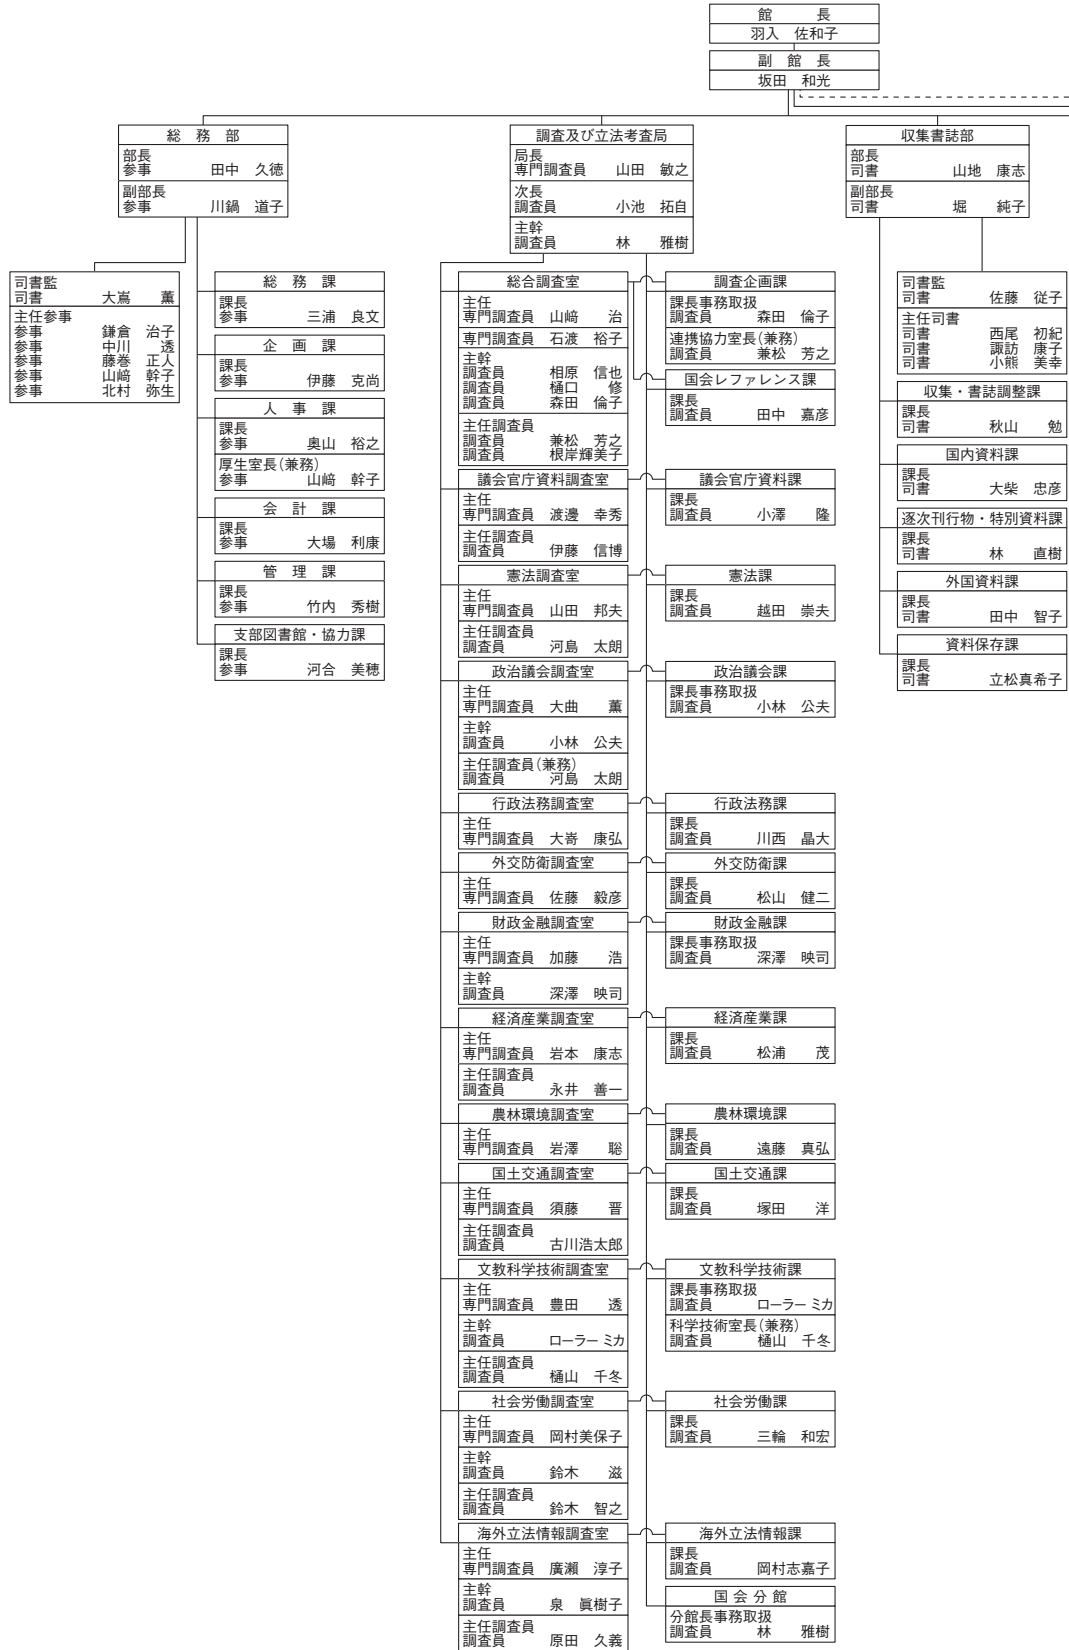 館　長
羽入　佐和子
副　館　長
坂田　和光
総　務　部
部長
参事　田中　久徳
副部長
参事　川鍋　道子
司書監
司書　大嶌　薫
主任参事
参事　鎌倉　治子
参事　中川　透
参事　藤巻　正人
参事　山﨑　幹子
参事　北村　弥生
総　務　課
課長
参事　三浦　良文
企　画　課
課長
参事　伊藤　克尚
人　事　課
課長
参事　奥山　裕之
厚生室長(兼務)
参事　山﨑　幹子
会　計　課
課長
参事　大場　利康
管　理　課
課長
参事　竹内　秀樹
支部図書館・協力課
課長
参事　河合　美穂
調査及び立法考査局
局長
専門調査員　山田　敏之
次長
調査員　小池　拓自
主幹
調査員　林　雅樹
総合調査室
主任
専門調査員　山﨑　治
専門調査員　石渡　裕子
主幹
調査員　相原　信也
調査員　樋口　修
調査員　森田　倫子
主任調査員
調査員　兼松　芳之
調査員　根岸輝美子
調査企画課
課長事務取扱
調査員　森田　倫子
連携協力室長(兼務)
調査員　兼松　芳之
国会レファレンス課
課長
調査員　田中　嘉彦
議会官庁資料調査室
主任
専門調査員　渡邊　幸秀
主任調査員
調査員　伊藤　信博
議会官庁資料課
課長
調査員　小澤　隆
憲法調査室
主任
専門調査員　山田　邦夫
主任調査員
調査員　河島　太朗
憲法課
課長
調査員　越田　崇夫
政治議会調査室
主任
専門調査員　大曲　薫
主幹
調査員　小林　公夫
主任調査員(兼務)
調査員　河島　太朗
政治議会課
課長事務取扱
調査員　小林　公夫
行政法務調査室
主任
専門調査員　大嵜　康弘
行政法務課
課長
調査員　川西　晶大
外交防衛調査室
主任
専門調査員　佐藤　毅彦
外交防衛課
課長
調査員　松山　健二
財政金融調査室
主任
専門調査員　加藤　浩
主幹
調査員　深澤　映司
財政金融課
課長事務取扱
調査員　深澤　映司
経済産業調査室
主任
専門調査員　岩本　康志
主任調査員
調査員　永井　善一
経済産業課
課長
調査員　松浦　茂
農林環境調査室
主任
専門調査員　岩澤　聡
農林環境課
課長
調査員　遠藤　真弘
国土交通調査室
主任
専門調査員　須藤　晋
主任調査員
調査員　古川浩太郎
国土交通課
課長
調査員　塚田　洋
文教科学技術調査室
主任
専門調査員　豊田　透
主幹
調査員　ローラー ミカ
主任調査員
調査員　樋山　千冬
文教科学技術課
課長事務取扱
調査員　ローラー ミカ
科学技術室長(兼務)
調査員　樋山　千冬
社会労働調査室
主任
専門調査員　岡村美保子
主幹
調査員　鈴木　滋
主任調査員
調査員　鈴木　智之
社会労働課
課長
調査員　三輪　和宏
海外立法情報調査室
主任
専門調査員　廣瀨　淳子
主幹
調査員　泉　眞樹子
主任調査員
調査員　原田　久義
海外立法情報課
課長
調査員　岡村志嘉子
国 会 分 館
分館長事務取扱
調査員　林　雅樹
収集書誌部
部長
司書　山地　康志
副部長
司書　堀　純子
司書監
司書　佐藤　従子
主任司書
司書　西尾　初紀
司書　諏訪　康子
司書　小熊　美幸
収集・書誌調整課
課長
司書　秋山　勉
国内資料課
課長
司書　大柴　忠彦
逐次刊行物・特別資料課
課長
司書　林　直樹
外国資料課
課長
司書　田中　智子
資料保存課
課長
司書　立松真希子